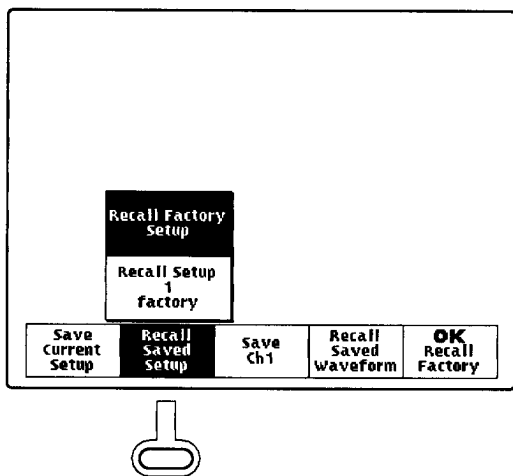 Recall Factory
Setup
Recall Setup
1
factory
Save
Current
Setup
Recall
Saved
Setup
Save
Ch1
Recall
Saved
Waveform
OK
Recall
Factory